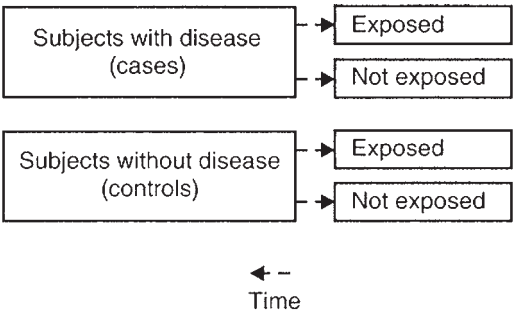 Subjects with disease
(cases)
Exposed
Not exposed
Subjects without disease
(controls)
Exposed
Not exposed
Time